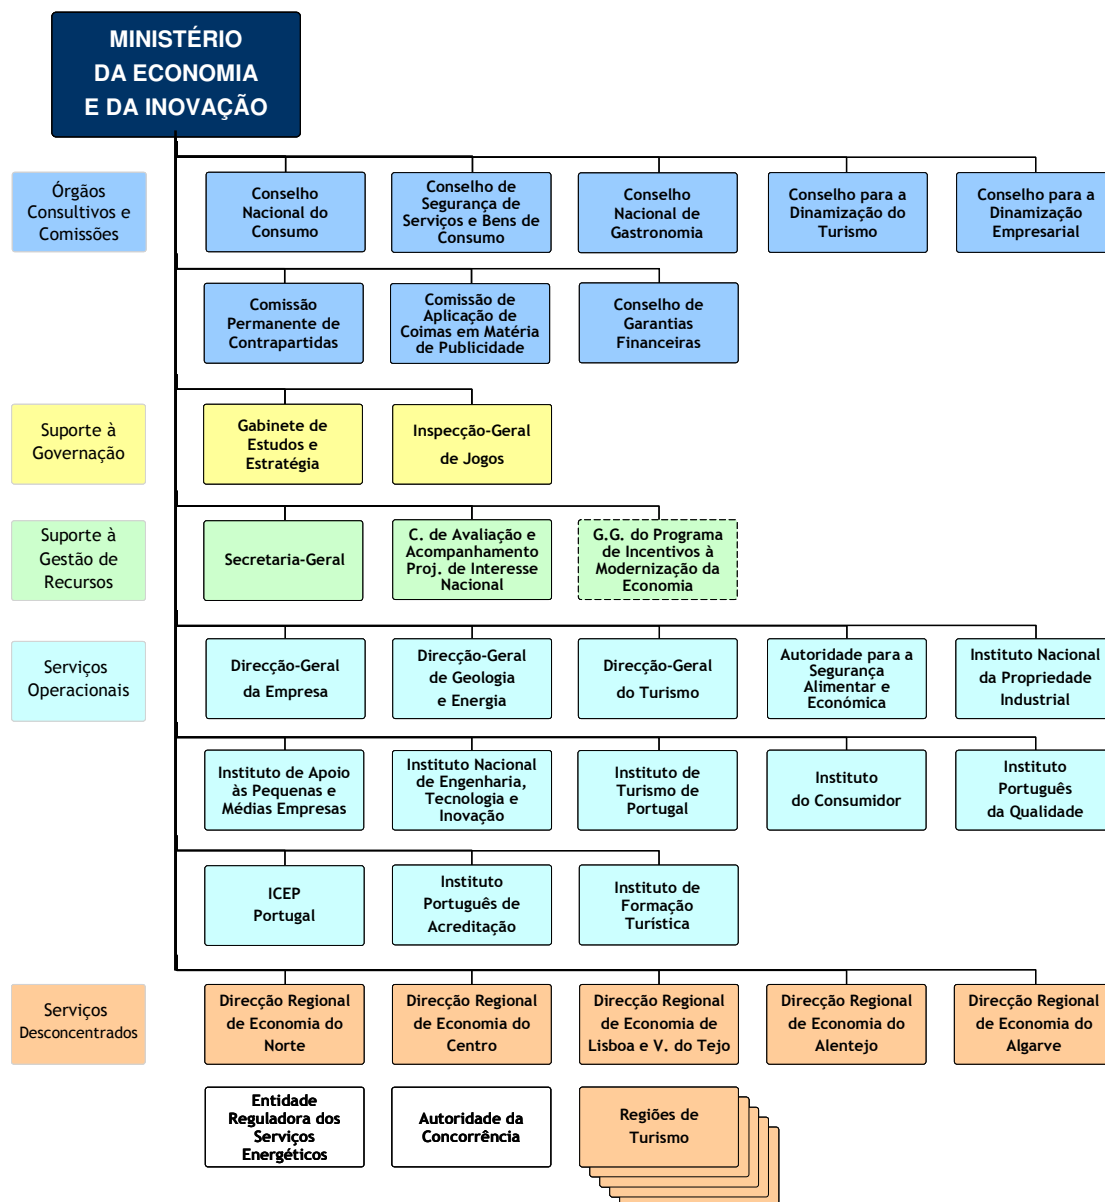 MINISTÉRIO
DA ECONOMIA
E DA INOVAÇÃO
Órgãos
Consultivos e
Comissões
Conselho
Nacional do
Consumo
Conselho de
Segurança de
Serviços e Bens de
Consumo
Conselho
Nacional de
Gastronomia
Conselho para a
Dinamização do
Turismo
Conselho para a
Dinamização
Empresarial
Comissão
Permanente de
Contrapartidas
Comissão de
Aplicação de
Coimas em Matéria
de Publicidade
Conselho de
Garantias
Financeiras
Suporte à
Governação
Gabinete de
Estudos e
Estratégia
Inspecção-Geral
de Jogos
Suporte à
Gestão de
Recursos
Secretaria-Geral
C. de Avaliação e
Acompanhamento
Proj. de Interesse
Nacional
G.G. do Programa
de Incentivos à
Modernização da
Economia
Serviços
Operacionais
Direcção-Geral
da Empresa
Direcção-Geral
de Geologia
e Energia
Direcção-Geral
do Turismo
Autoridade para a
Segurança
Alimentar e
Económica
Instituto Nacional
da Propriedade
Industrial
Instituto de Apoio
às Pequenas e
Médias Empresas
Instituto Nacional
de Engenharia,
Tecnologia e
Inovação
Instituto de
Turismo de
Portugal
Instituto
do Consumidor
Instituto
Português
da Qualidade
ICEP
Portugal
Instituto
Português de
Acreditação
Instituto de
Formação
Turística
Serviços
Desconcentrados
Direcção Regional
de Economia do
Norte
Direcção Regional
de Economia do
Centro
Direcção Regional
de Economia de
Lisboa e V. do Tejo
Direcção Regional
de Economia do
Alentejo
Direcção Regional
de Economia do
Algarve
Entidade
Reguladora dos
Serviços
Energéticos
Autoridade da
Concorrência
Regiões de
Turismo